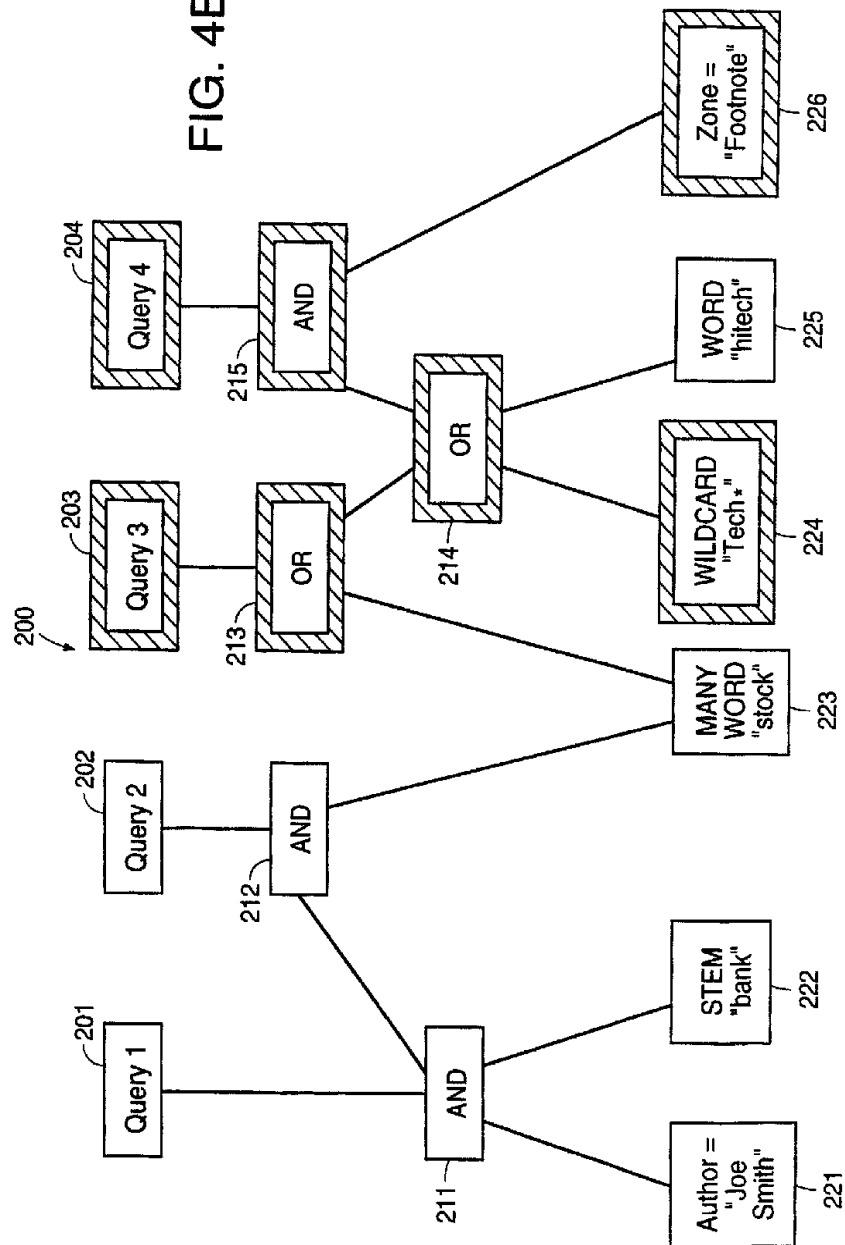 FIG. 4B
200
201
Query 1
202
Query 2
203
Query 3
204
Query 4
211
AND
212
AND
213
OR
214
OR
215
AND
Author =
"Joe
Smith"
221
STEM
"bank"
222
MANY
WORD
"stock"
223
WILDCARD
"Tech*"
224
WORD
"hitech"
225
Zone =
"Footnote"
226